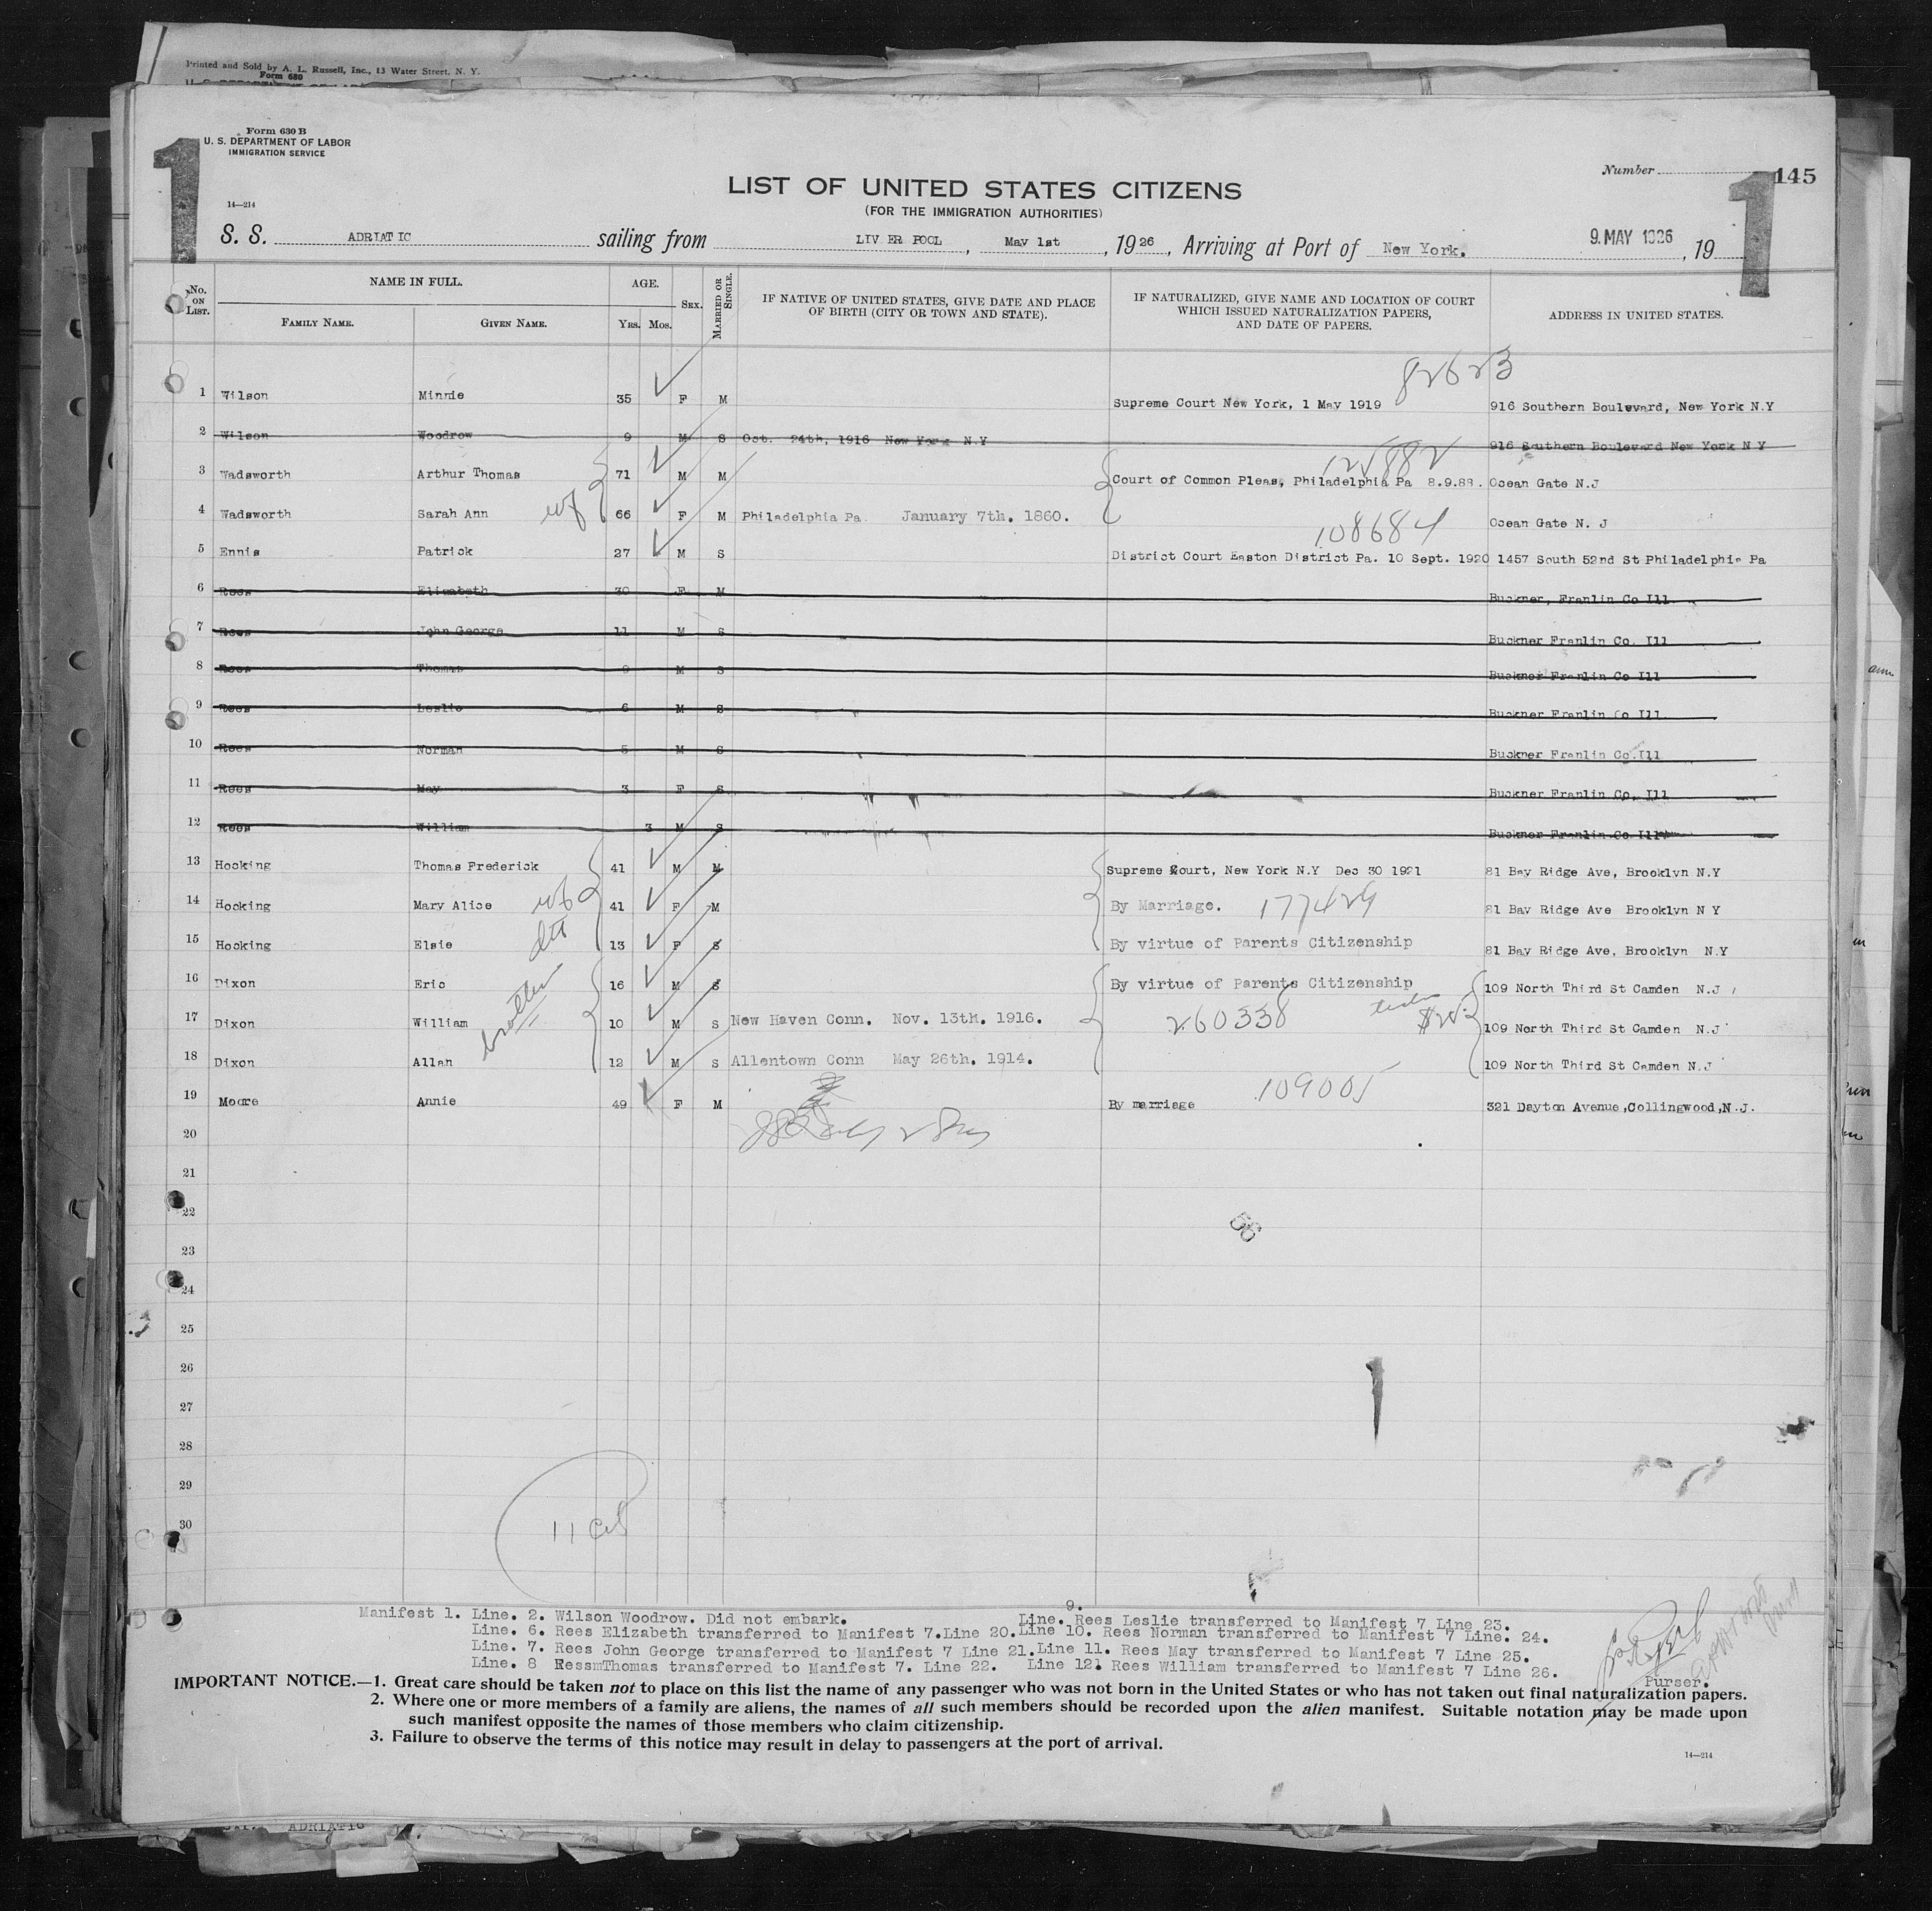 Printed and Sold by A. L. Russell, Inc., 13 Water Street, N. Y.
Form 680
Form 630 B
U. S. DEPARTMENT OF LABOR
IMMIGRATION SERVICE
1
1
Number
145
LIST OF UNITED STATES CITIZENS
(FOR THE IMMIGRATION AUTHORITIES)
14—214
S. S. ADRIATIC sailing from LIVERPOOL, May 1st, 1926, Arriving at Port of New York. 9. MAY 1926, 19
No. ON LIST. NAME IN FULL. AGE. SEX. MARRIED OR SINGLE. IF NATIVE OF UNITED STATES, GIVE DATE AND PLACE OF BIRTH (CITY OR TOWN AND STATE). IF NATURALIZED, GIVE NAME AND LOCATION OF COURT WHICH ISSUED NATURALIZATION PAPERS, AND DATE OF PAPERS. ADDRESS IN UNITED STATES.
FAMILY NAME. GIVEN NAME. YRS. MOS.
82623
1 Wilson Minnie 35 F M Supreme Court New York, 1 May 1919 916 Southern Boulevard, New York N.Y
2 Wilson Woodrow 9 M S Oct. 24th, 1916 New York N.Y 916 Southern Boulevard New York N Y
125882
3 Wadsworth Arthur Thomas 71 M M Court of Common Pleas, Philadelphia Pa 8.9.88. Ocean Gate N.J
4 Wadsworth Sarah Ann wf 66 F M Philadelphia Pa January 7th. 1860. Ocean Gate N. J
108684
5 Ennis Patrick 27 M S District Court Easton District Pa. 10 Sept. 1920 1457 South 52nd St Philadelphia Pa
6 Rees Elizabeth 30 F M Buckner, Franlin Co Ill
7 Rees John George 11 M S Buckner Franlin Co. Ill
8 Rees Thomas 9 M S Buckner Franlin Co Ill
9 Rees Leslie 6 M S Buckner Franlin Co Ill.
10 Rees Norman 5 M S Buckner Franlin Co.Ill
11 Rees May 3 F S Buckner Franlin Co. Ill
12 Rees William 3 M S Buckner Franlin Co Ill
13 Hocking Thomas Frederick 41 M M Supreme Court, New York N.Y Dec 30 1921 81 Bay Ridge Ave, Brooklyn N.Y
14 Hocking Mary Alice wf 41 F M By Marriage. 177429 81 Bay Ridge Ave Brooklyn N Y
15 Hocking Elsie 13 F S By virtue of Parents Citizenship 81 Bay Ridge Ave, Brooklyn N.Y
16 Dixon Eric 16 M S By virtue of Parents Citizenship 109 North Third St Camden N.J
brother
17 Dixon William 10 M S New Haven Conn. Nov. 13th. 1916. 260338 109 North Third St Camden N.J
18 Dixon Allan 12 M S Allentown Conn May 26th. 1914. 109 North Third St Camden N.J
19 Moore Annie 49 F M By marriage 109005 321 Dayton Avenue,Collingwood,N.J.
20
21
22
23
24
25
26
27
28
29
30
Manifest 1. Line. 2. Wilson Woodrow. Did not embark.
Line. 6. Rees Elizabeth transferred to Manifest 7.Line 20.
Line. 7. Rees John George transferred to Manifest 7 Line 21.
Line. 8 ReesmThomas transferred to Manifest 7. Line 22.
Line. 9. Rees Leslie transferred to Manifest 7 Line 23.
Line 10. Rees Norman transferred to Manifest 7 Line. 24.
Line 11. Rees May transferred to Manifest 7 Line 25.
Line 12. Rees William transferred to Manifest 7 Line 26.
Purser.
IMPORTANT NOTICE.—1. Great care should be taken not to place on this list the name of any passenger who was not born in the United States or who has not taken out final naturalization papers.
2. Where one or more members of a family are aliens, the names of all such members should be recorded upon the alien manifest. Suitable notation may be made upon
such manifest opposite the names of those members who claim citizenship.
3. Failure to observe the terms of this notice may result in delay to passengers at the port of arrival.
14—214
ADRIATIC